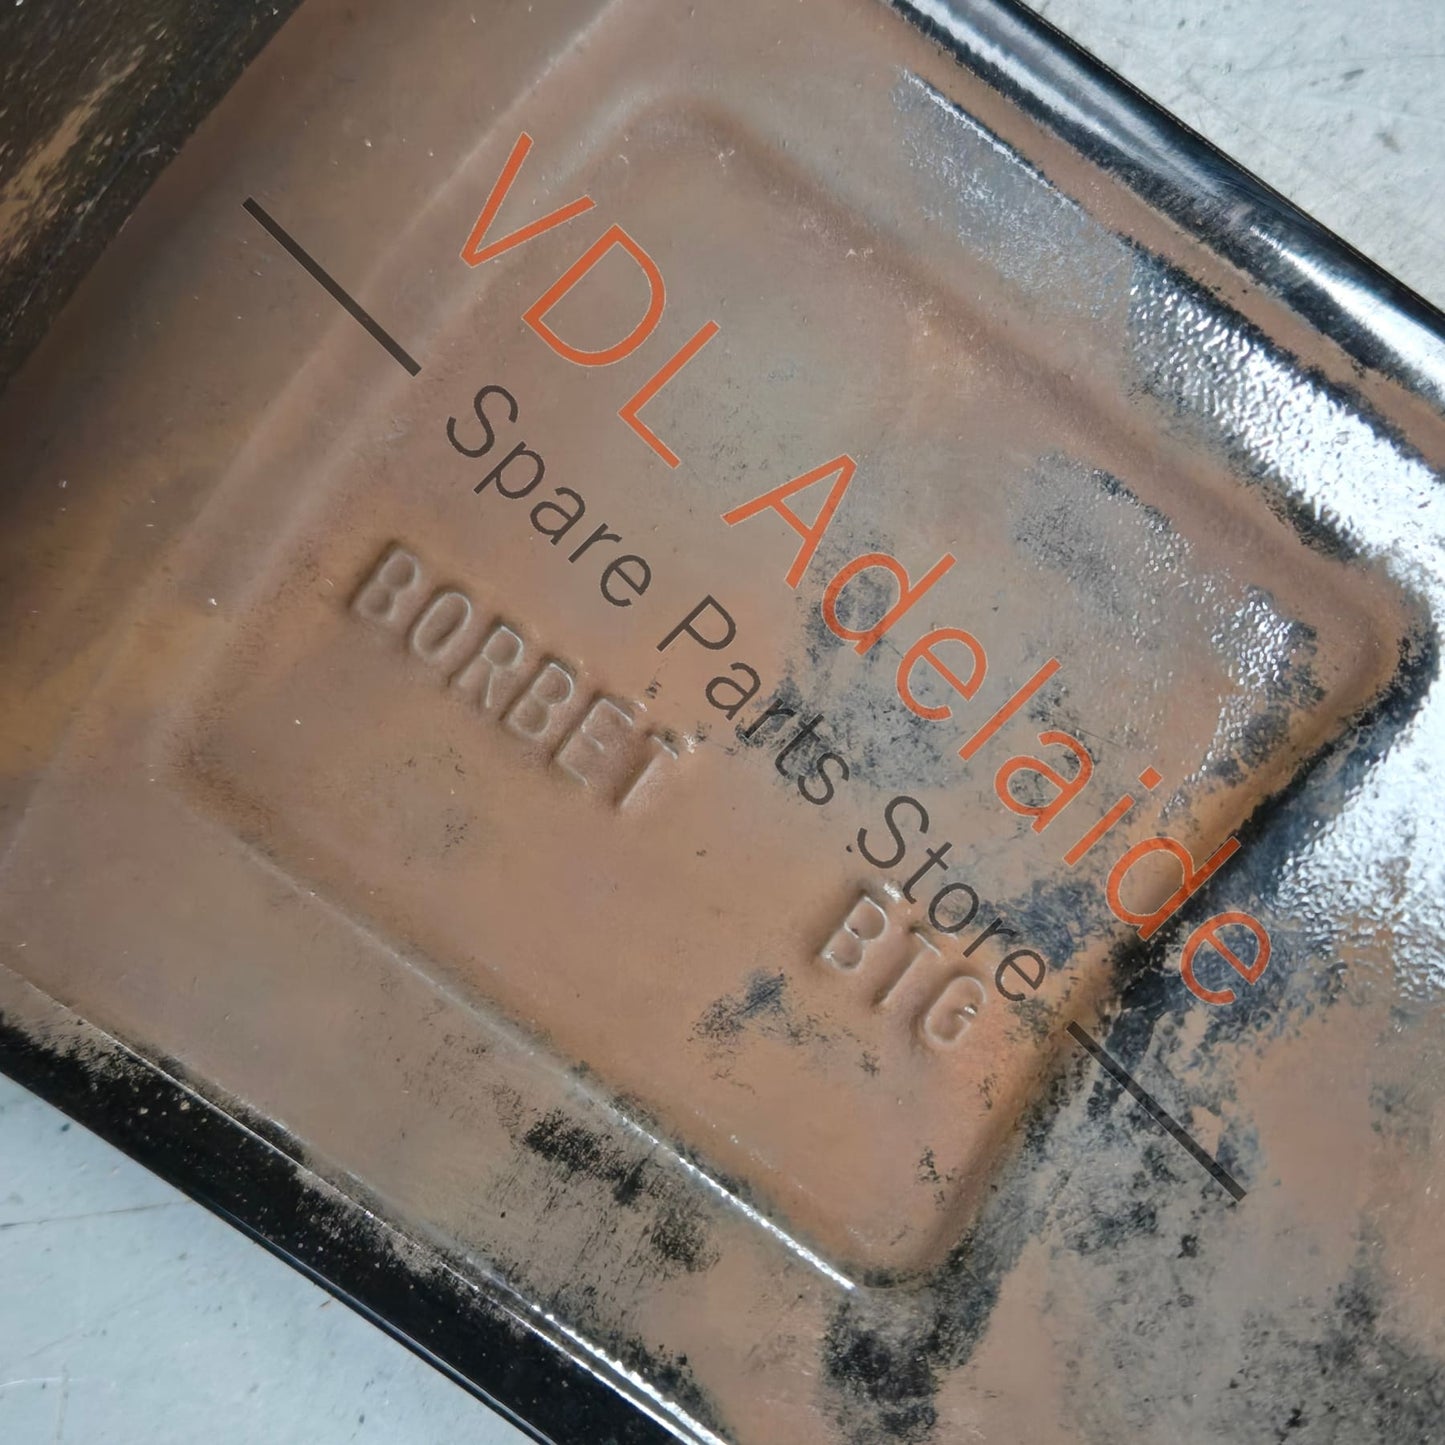 VDL Adelaide
Spare Parts Store
BORBET
BTG